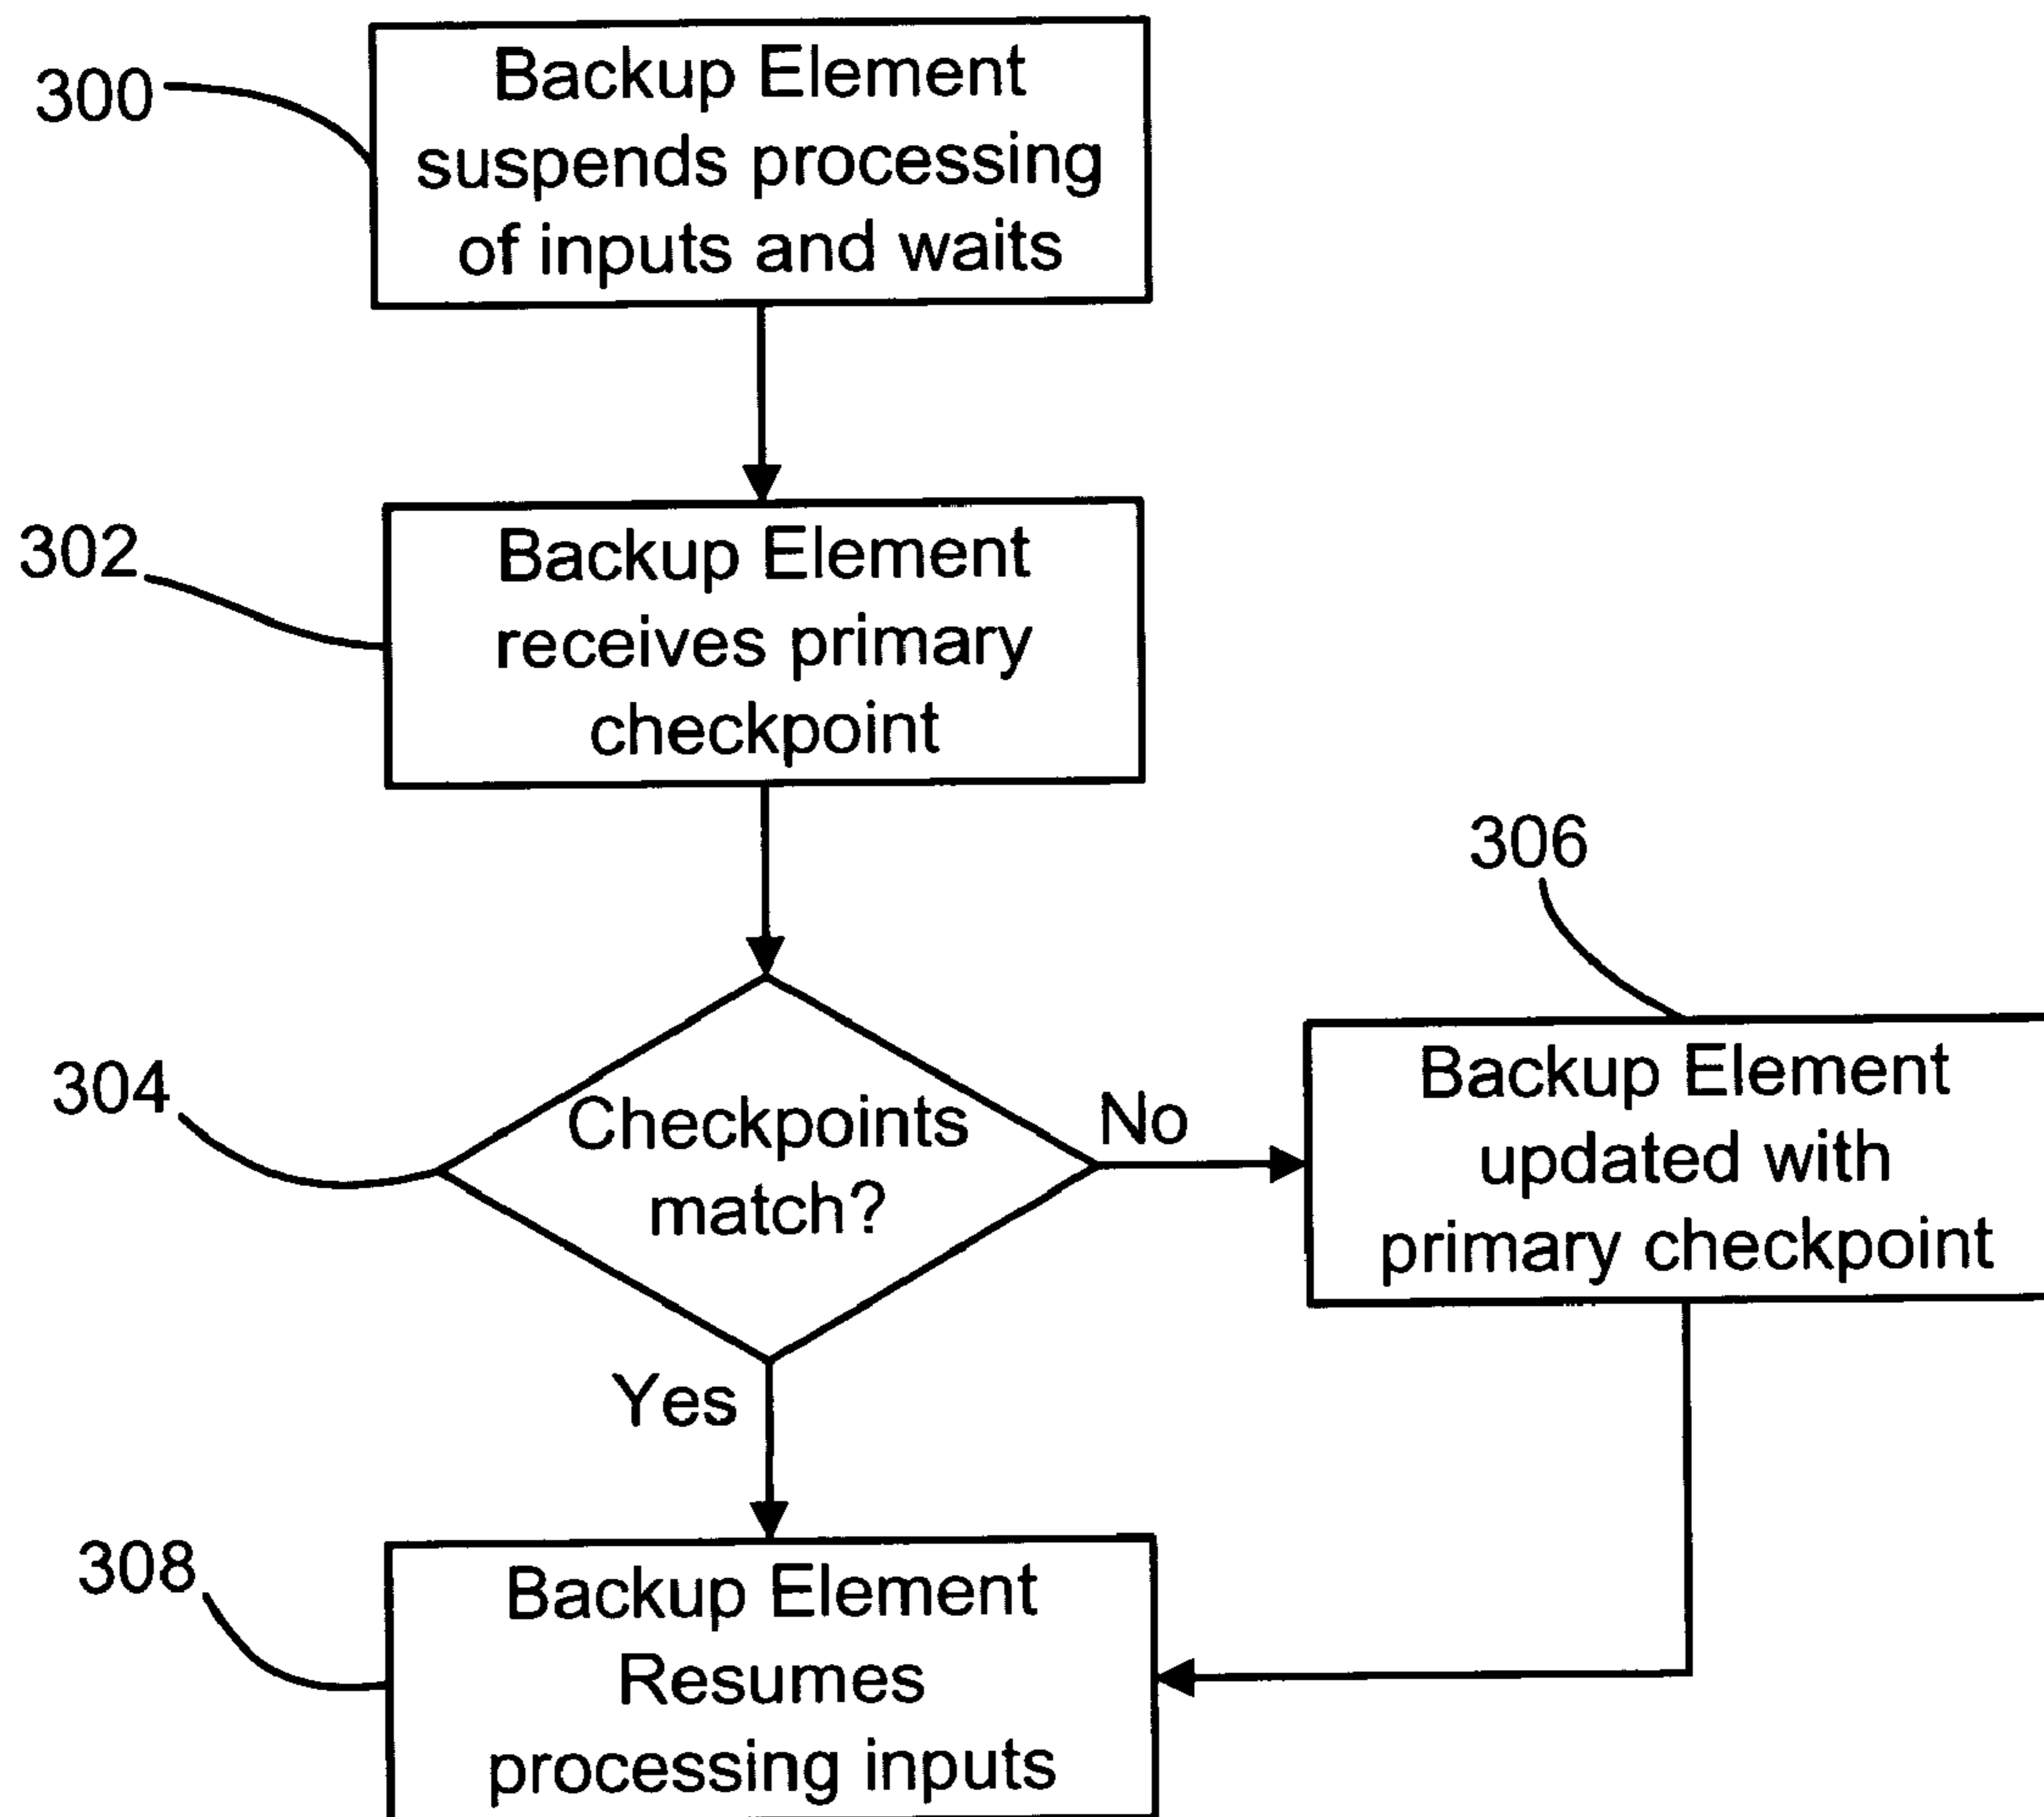 300
Backup Element
suspends processing
of inputs and waits
302
Backup Element
receives primary
checkpoint
304
Checkpoints
match?
No
306
Backup Element
updated with
primary checkpoint
Yes
308
Backup Element
Resumes
processing inputs